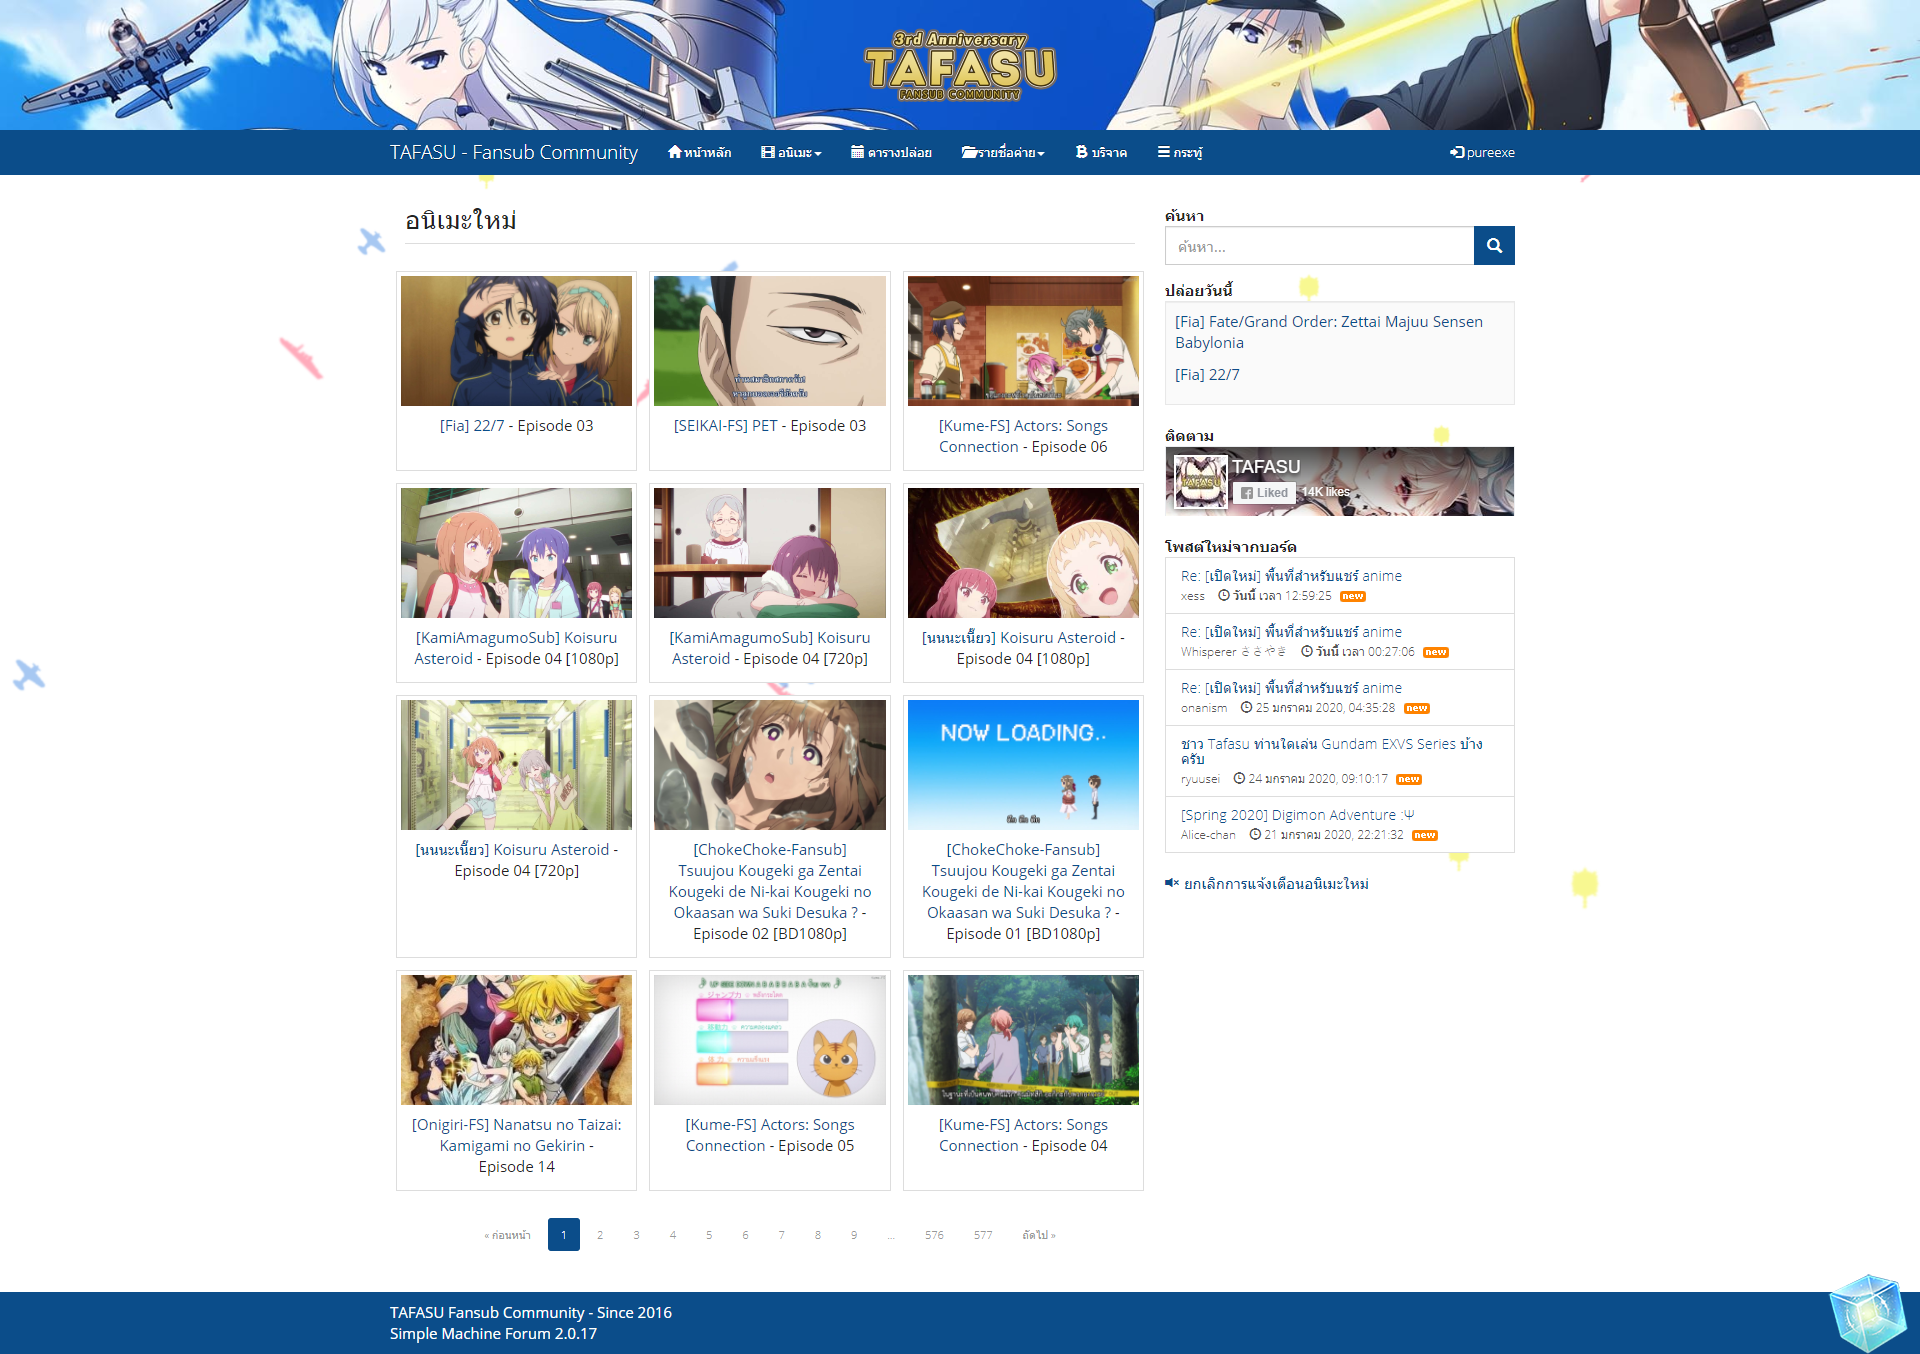 3rd Anniversary
TAFASU
FANSUB COMMUNITY
TAFASU - Fansub Community
หน้าหลัก
อนิเมะ
ตารางปล่อย
รายชื่อค่าย
บริจาค
กระทู้
pureexe
อนิเมะใหม่
[Fia] 22/7 - Episode 03
[SEIKAI-FS] PET - Episode 03
[Kume-FS] Actors: Songs
Connection - Episode 06
[KamiAmagumoSub] Koisuru
Asteroid - Episode 04 [1080p]
[KamiAmagumoSub] Koisuru
Asteroid - Episode 04 [720p]
[นนนะเนี๊ยว] Koisuru Asteroid -
Episode 04 [1080p]
[นนนะเนี๊ยว] Koisuru Asteroid -
Episode 04 [720p]
[ChokeChoke-Fansub]
Tsuujou Kougeki ga Zentai
Kougeki de Ni-kai Kougeki no
Okaasan wa Suki Desuka ? -
Episode 02 [BD1080p]
NOW LOADING..
[ChokeChoke-Fansub]
Tsuujou Kougeki ga Zentai
Kougeki de Ni-kai Kougeki no
Okaasan wa Suki Desuka ? -
Episode 01 [BD1080p]
[Onigiri-FS] Nanatsu no Taizai:
Kamigami no Gekirin -
Episode 14
[Kume-FS] Actors: Songs
Connection - Episode 05
[Kume-FS] Actors: Songs
Connection - Episode 04
« ก่อนหน้า 1 2 3 4 5 6 7 8 9 ... 576 577 ถัดไป »
ค้นหา
ค้นหา...
ปล่อยวันนี้
[Fia] Fate/Grand Order: Zettai Majuu Sensen
Babylonia
[Fia] 22/7
ติดตาม
TAFASU
TAFASU
Liked 14K likes
โพสต์ใหม่จากบอร์ด
Re: [เปิดใหม่] พื้นที่สำหรับแชร์ anime
xess วันนี้ เวลา 12:59:25 new
Re: [เปิดใหม่] พื้นที่สำหรับแชร์ anime
Whisperer ささやき วันนี้ เวลา 00:27:06 new
Re: [เปิดใหม่] พื้นที่สำหรับแชร์ anime
onanism 25 มกราคม 2020, 04:35:28 new
ชาว Tafasu ท่านใดเล่น Gundam EXVS Series บ้าง
ครับ
ryuusei 24 มกราคม 2020, 09:10:17 new
[Spring 2020] Digimon Adventure :Ψ
Alice-chan 21 มกราคม 2020, 22:21:32 new
ยกเลิกการแจ้งเตือนอนิเมะใหม่
TAFASU Fansub Community - Since 2016
Simple Machine Forum 2.0.17